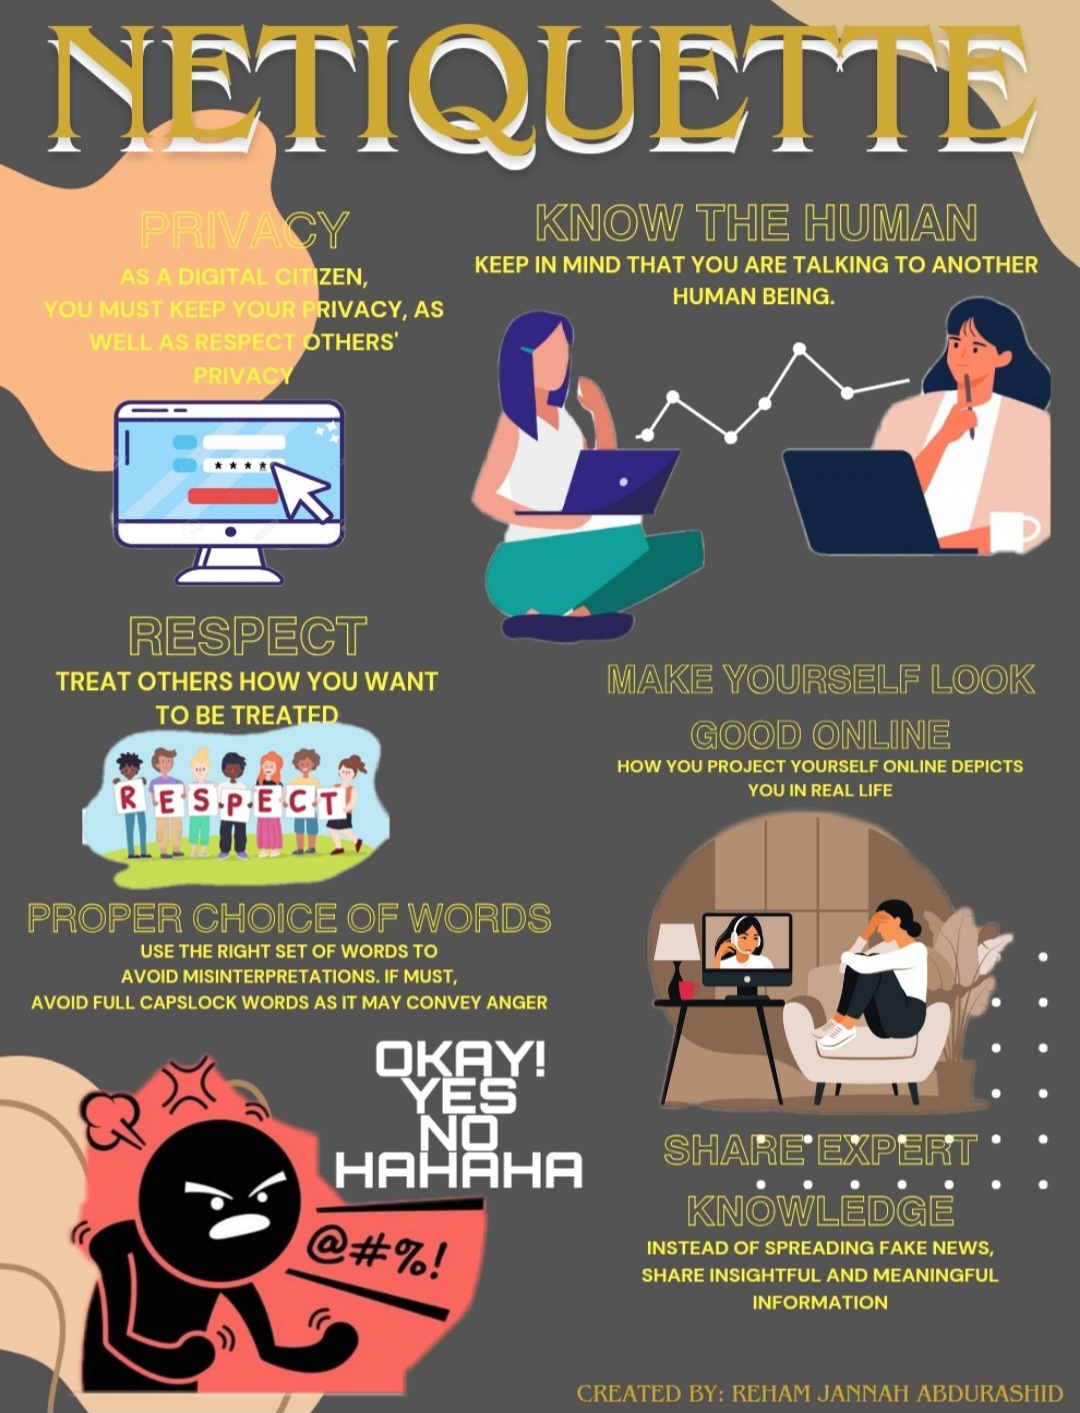 NETIQUETTE
PRIVACY
AS A DIGITAL CITIZEN,
YOU MUST KEEP YOUR PRIVACY, AS
WELL AS RESPECT OTHERS'
PRIVACY
****
KNOW THE HUMAN
KEEP IN MIND THAT YOU ARE TALKING TO ANOTHER
HUMAN BEING.
RESPECT
TREAT OTHERS HOW YOU WANT
TO BE TREATED
RESPECT
MAKE YOURSELF LOOK
GOOD ONLINE
HOW YOU PROJECT YOURSELF ONLINE DEPICTS
YOU IN REAL LIFE
PROPER CHOICE OF WORDS
USE THE RIGHT SET OF WORDS TO
AVOID MISINTERPRETATIONS. IF MUST,
AVOID FULL CAPSLOCK WORDS AS IT MAY CONVEY ANGER
OKAY!
YES
NO
HAHAHA
@#%!
SHARE EXPERT
KNOWLEDGE
INSTEAD OF SPREADING FAKE NEWS,
SHARE INSIGHTFUL AND MEANINGFUL
INFORMATION
CREATED BY: REHAM JANNAH ABDURASHID